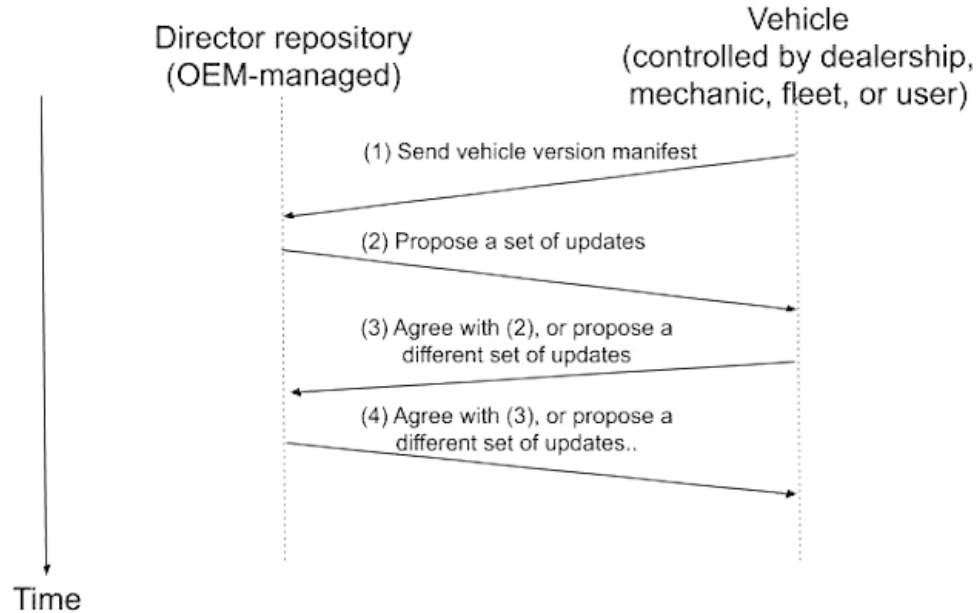 Director repository
(OEM-managed)
Vehicle
(controlled by dealership,
mechanic, fleet, or user)
(1) Send vehicle version manifest
(2) Propose a set of updates
(3) Agree with (2), or propose a
different set of updates
(4) Agree with (3), or propose a
different set of updates..
Time